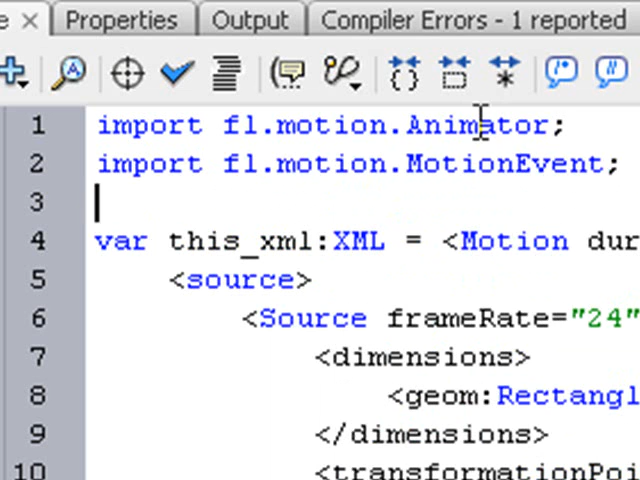 e × Properties Output Compiler Errors - 1 reported
1 import fl.motion.Animator;
2 import fl.motion.MotionEvent;
3
4 var this_xml:XML = <Motion dur
5 <source>
6 <Source frameRate="24"
7 <dimensions>
8 <geom:Rectangl
9 </dimensions>
10 <transformationPoi